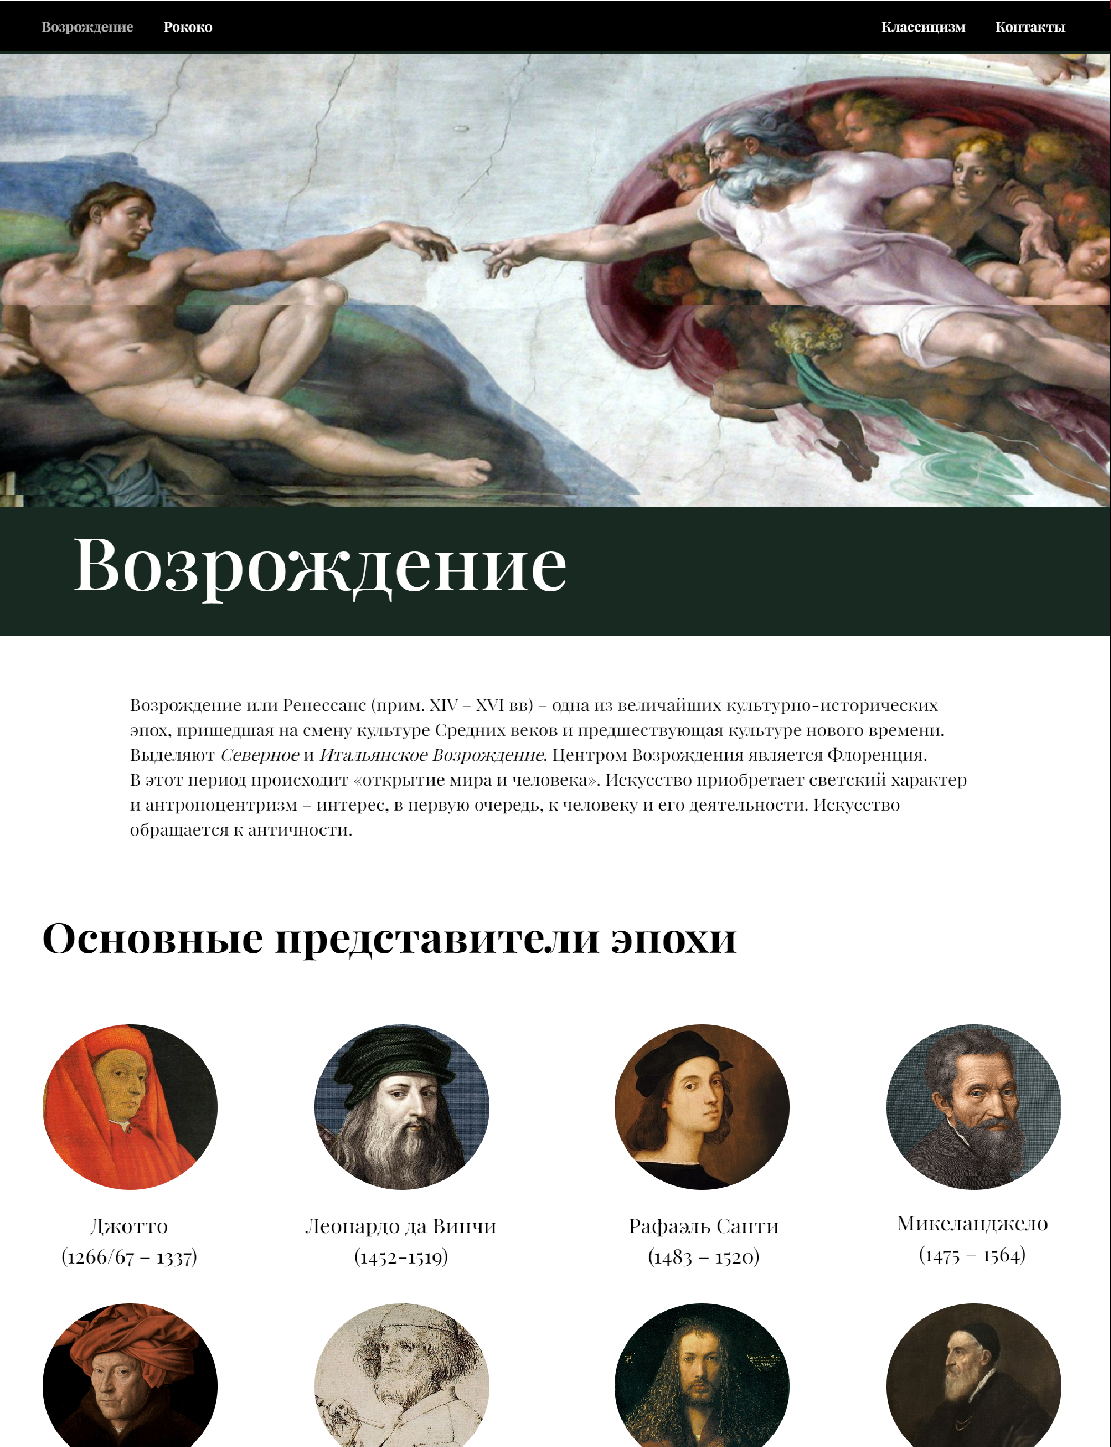 Возрождение Рококо Классицизм Контакты
Возрождение
Возрождение или Ренессанс (прим. XIV – XVI вв) – одна из величайших культурно-исторических
эпох, пришедшая на смену культуре Средних веков и предшествующая культуре нового времени.
Выделяют Северное и Итальянское Возрождение. Центром Возрождения является Флоренция.
В этот период происходит «открытие мира и человека». Искусство приобретает светский характер
и антропоцентризм – интерес, в первую очередь, к человеку и его деятельности. Искусство
обращается к античности.
Основные представители эпохи
Джотто
(1266/67 – 1337)
Леонардо да Винчи
(1452-1519)
Рафаэль Санти
(1483 – 1520)
Микеланджело
(1475 – 1564)